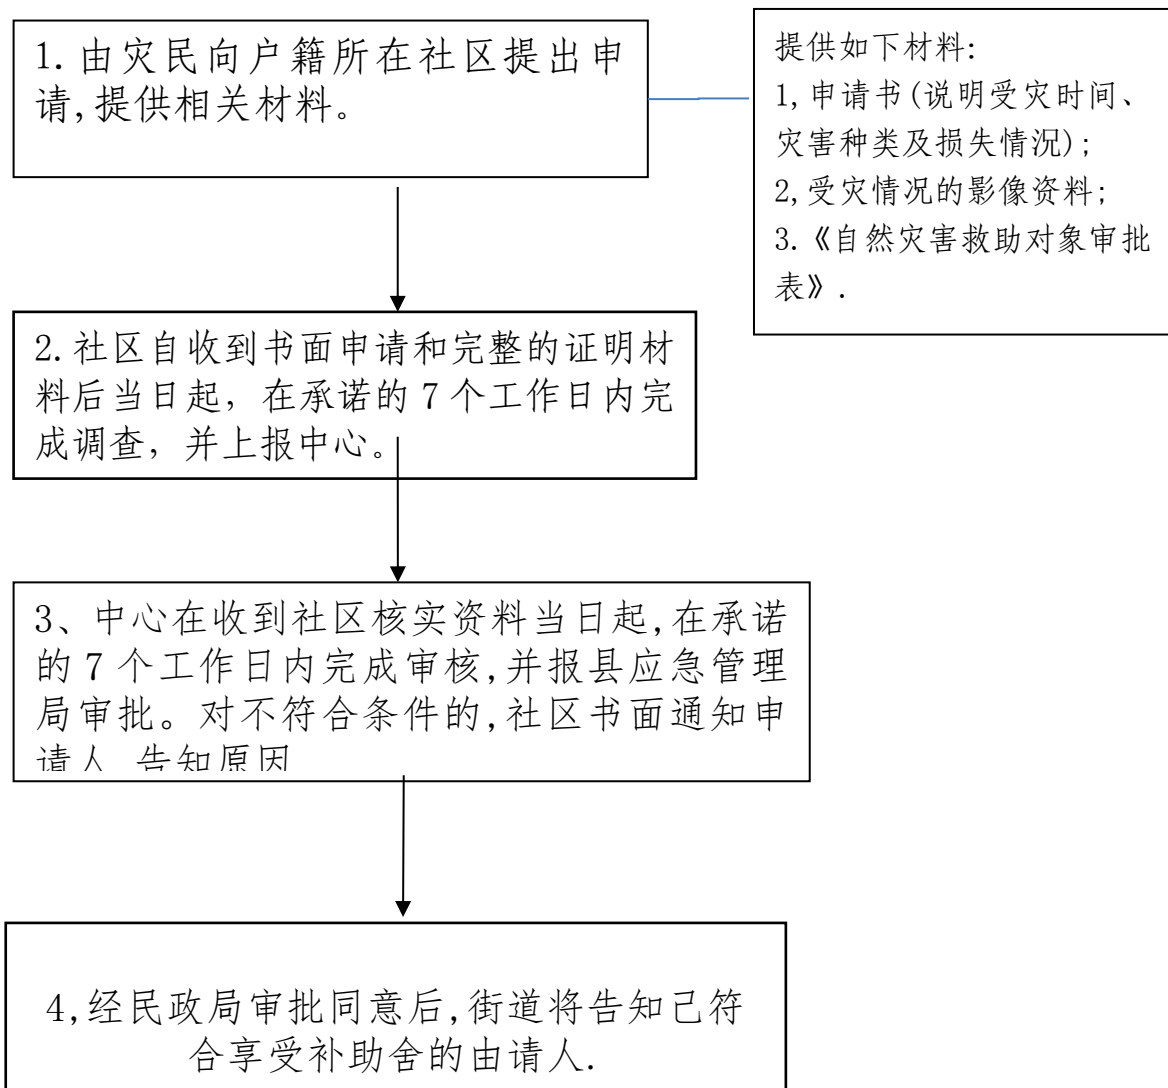 1.由灾民向户籍所在社区提出申
请,提供相关材料。
提供如下材料:
1,申请书(说明受灾时间、
灾害种类及损失情况);
2,受灾情况的影像资料;
3.《自然灾害救助对象审批
表》.
2.社区自收到书面申请和完整的证明材
料后当日起，在承诺的7个工作日内完
成调查，并上报中心。
3、中心在收到社区核实资料当日起,在承诺
的7个工作日内完成审核,并报县应急管理
局审批。对不符合条件的,社区书面通知申
请人 告知原因
4,经民政局审批同意后,街道将告知己符
合享受补助舍的由请人.